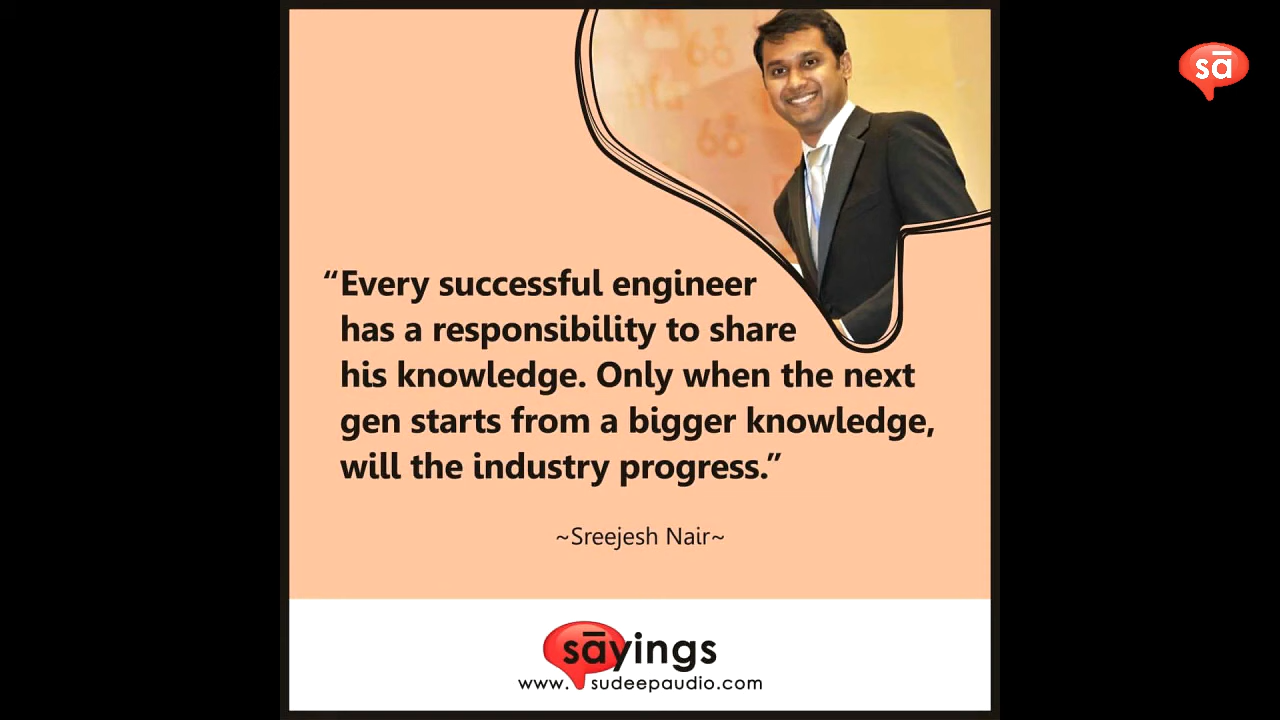 sā
“Every successful engineer
has a responsibility to share
his knowledge. Only when the next
gen starts from a bigger knowledge,
will the industry progress.”
~Sreejesh Nair~
sāyings
www. sudeepaudio.com